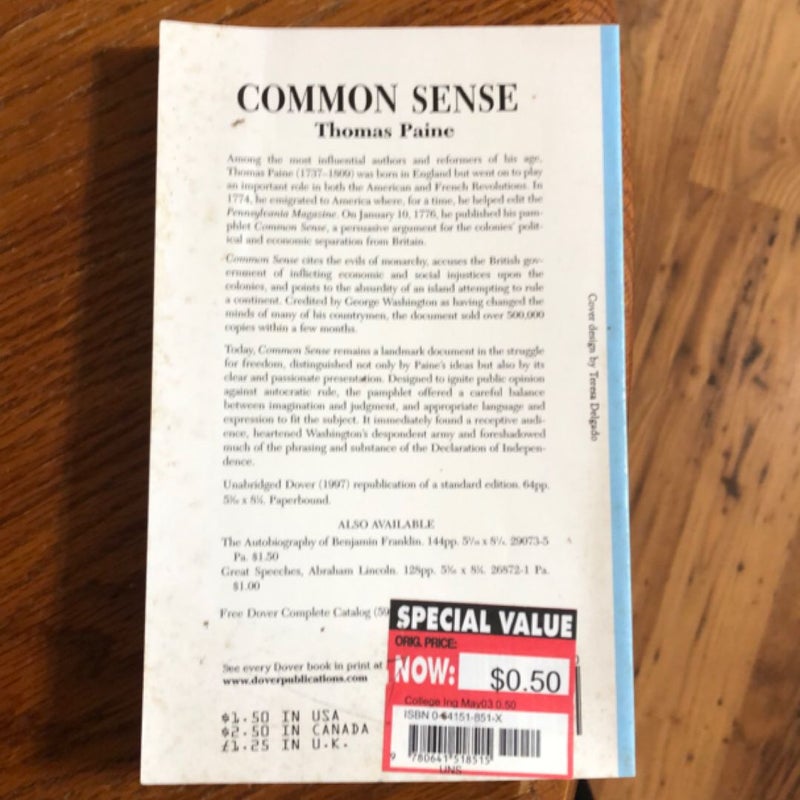 COMMON SENSE
Thomas Paine
Among the most influential authors and reformers of his age,
Thomas Paine (1737–1809) was born in England but went on to play
an important role in both the American and French Revolutions. In
1774, he emigrated to America where, for a time, he helped edit the
Pennsylvania Magazine. On January 10, 1776, he published his pam-
phlet Common Sense, a persuasive argument for the colonies' polit-
ical and economic separation from Britain.
Common Sense cites the evils of monarchy, accuses the British gov-
ernment of inflicting economic and social injustices upon the
colonies, and points to the absurdity of an island attempting to rule
a continent. Credited by George Washington as having changed the
minds of many of his countrymen, the document sold over 500,000
copies within a few months.
Today, Common Sense remains a landmark document in the struggle
for freedom, distinguished not only by Paine's ideas but also by its
clear and passionate presentation. Designed to ignite public opinion
against autocratic rule, the pamphlet offered a careful balance
between imagination and judgment, and appropriate language and
expression to fit the subject. It immediately found a receptive audi-
ence, heartened Washington's despondent army and foreshadowed
much of the phrasing and substance of the Declaration of Indepen-
dence.
Unabridged Dover (1997) republication of a standard edition. 64pp.
5³⁄₁₆ x 8¼. Paperbound.
ALSO AVAILABLE
The Autobiography of Benjamin Franklin. 144pp. 5³⁄₁₆ x 8¼. 29073-5
Pa. $1.50
Great Speeches, Abraham Lincoln. 128pp. 5³⁄₁₆ x 8¼. 26872-1 Pa.
$1.00
Free Dover Complete Catalog (59
See every Dover book in print at
www.doverpublications.com
$1.50 IN USA
$2.50 IN CANADA
£1.25 IN U.K.
SPECIAL VALUE
ORIG. PRICE:
NOW: $0.50
College Ing May03 0.50
ISBN 0-64151-851-X
9 780641 518515
UNS
Cover design by Teresa Delgado